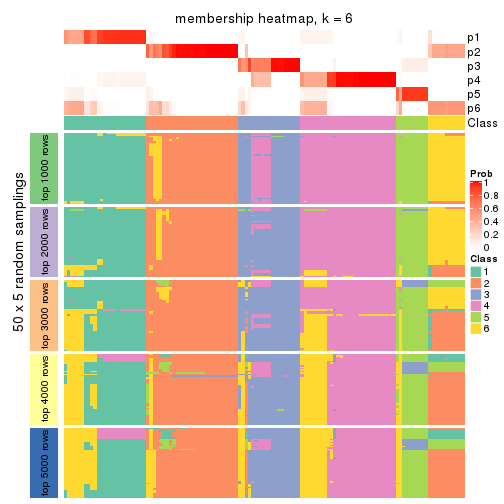 membership heatmap, k = 6
p1
p2
p3
p4
p5
p6
Class
50 x 5 random samplings
top 1000 rows
top 2000 rows
top 3000 rows
top 4000 rows
top 5000 rows
Prob
1
0.8
0.6
0.4
0.2
0
Class
1
2
3
4
5
6